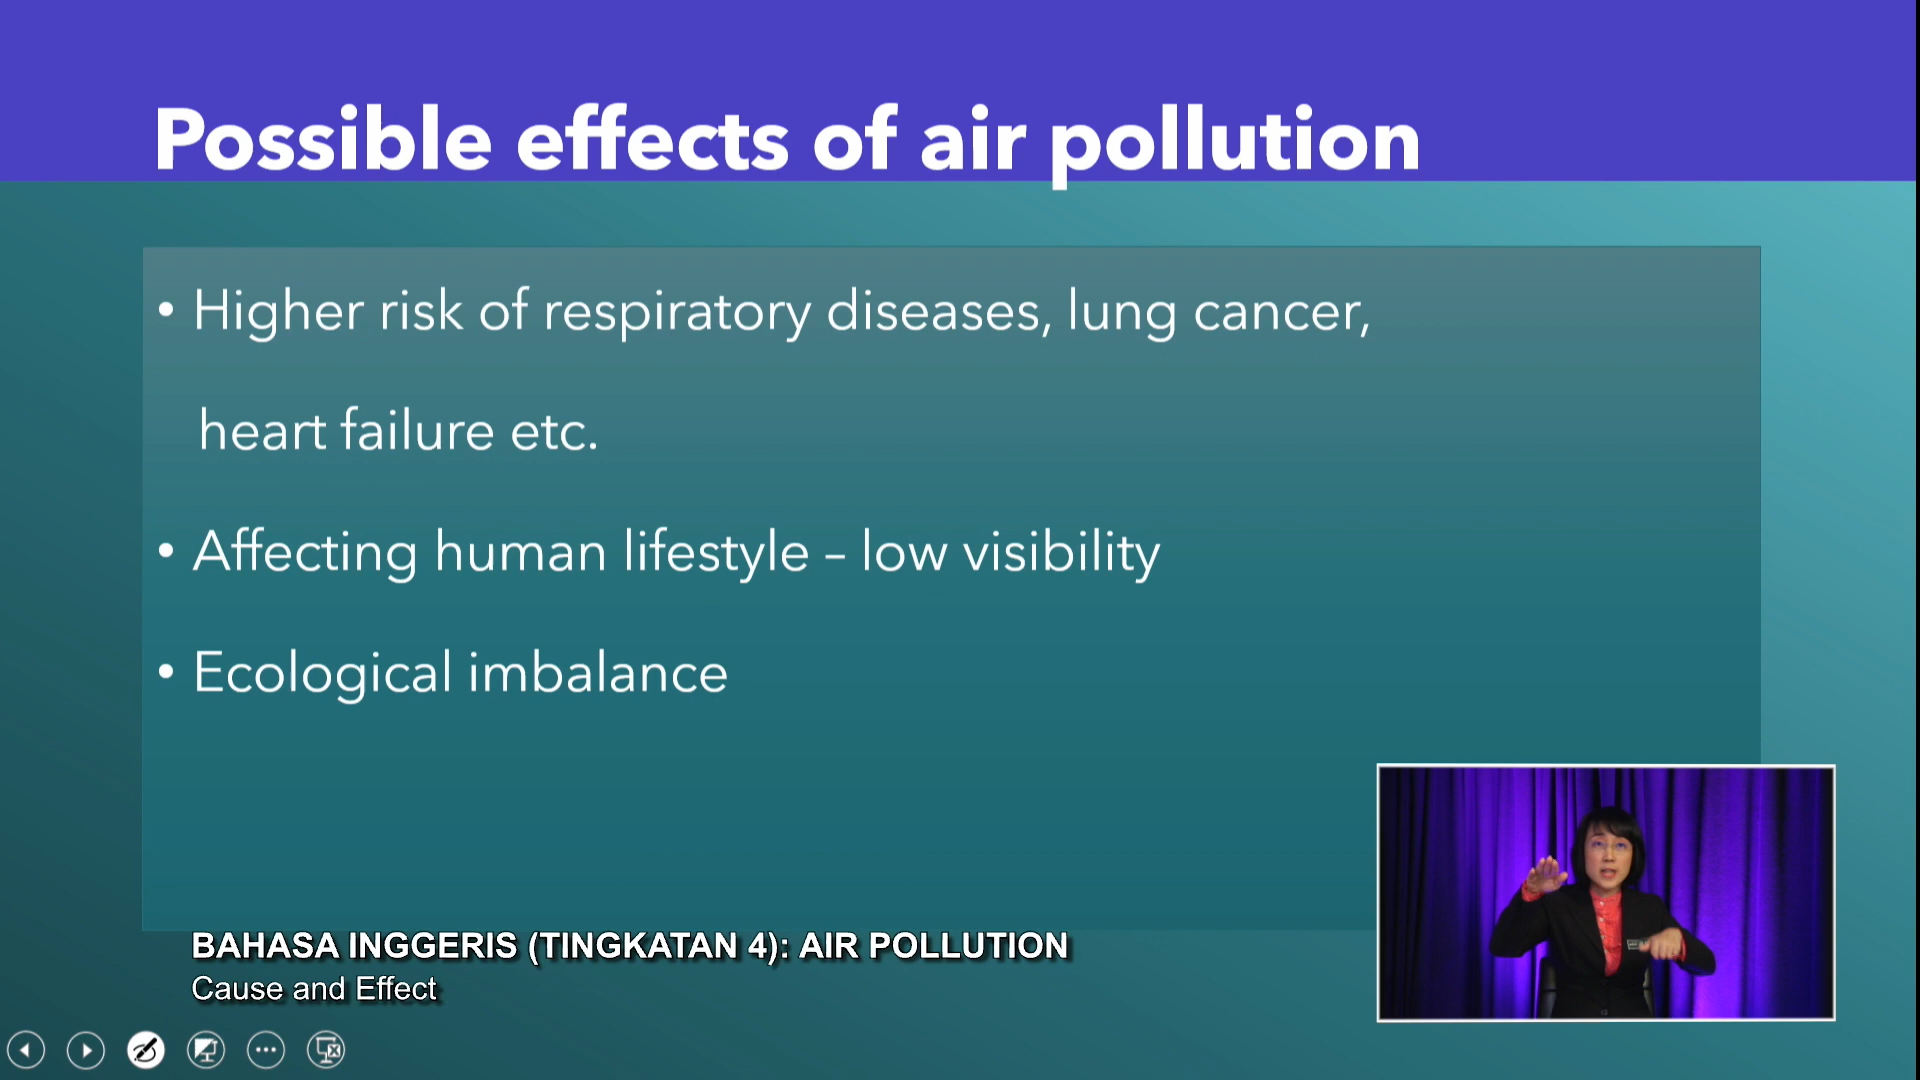 Possible effects of air pollution
• Higher risk of respiratory diseases, lung cancer,
heart failure etc.
• Affecting human lifestyle – low visibility
• Ecological imbalance
BAHASA INGGERIS (TINGKATAN 4): AIR POLLUTION
Cause and Effect